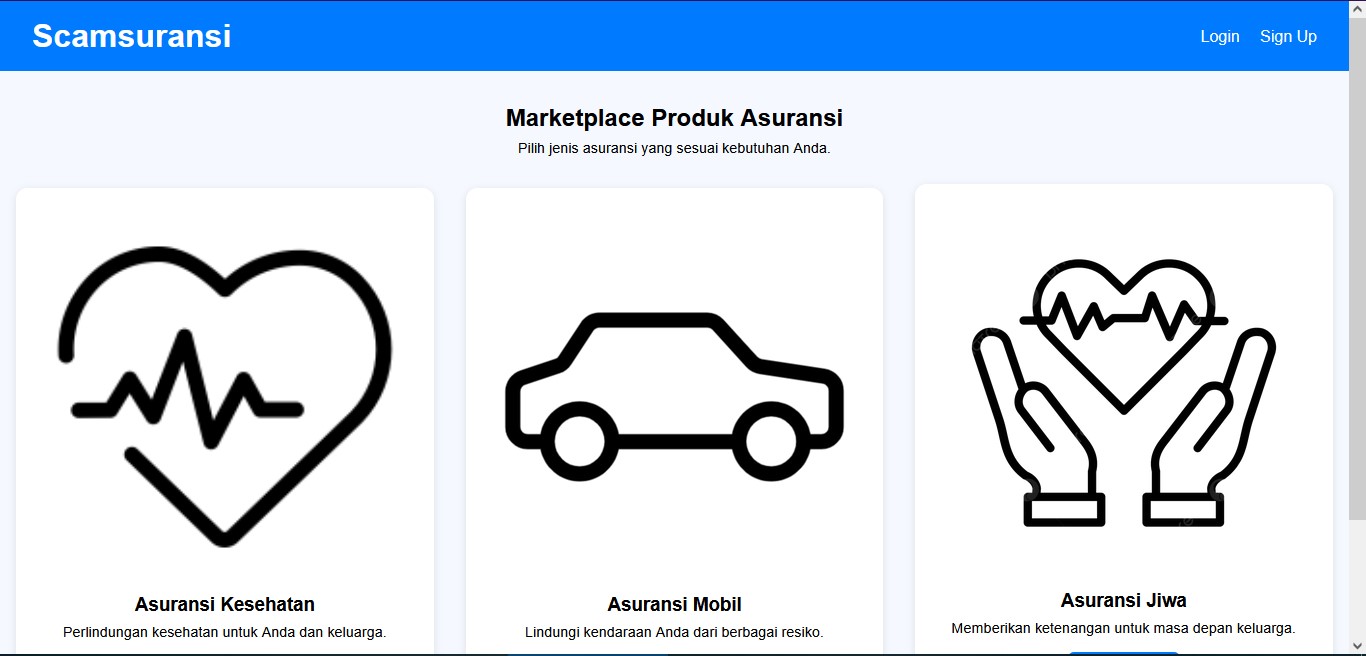 Scamsuransi
Login
Sign Up
Marketplace Produk Asuransi
Pilih jenis asuransi yang sesuai kebutuhan Anda.
Asuransi Kesehatan
Perlindungan kesehatan untuk Anda dan keluarga.
Asuransi Mobil
Lindungi kendaraan Anda dari berbagai resiko.
Asuransi Jiwa
Memberikan ketenangan untuk masa depan keluarga.